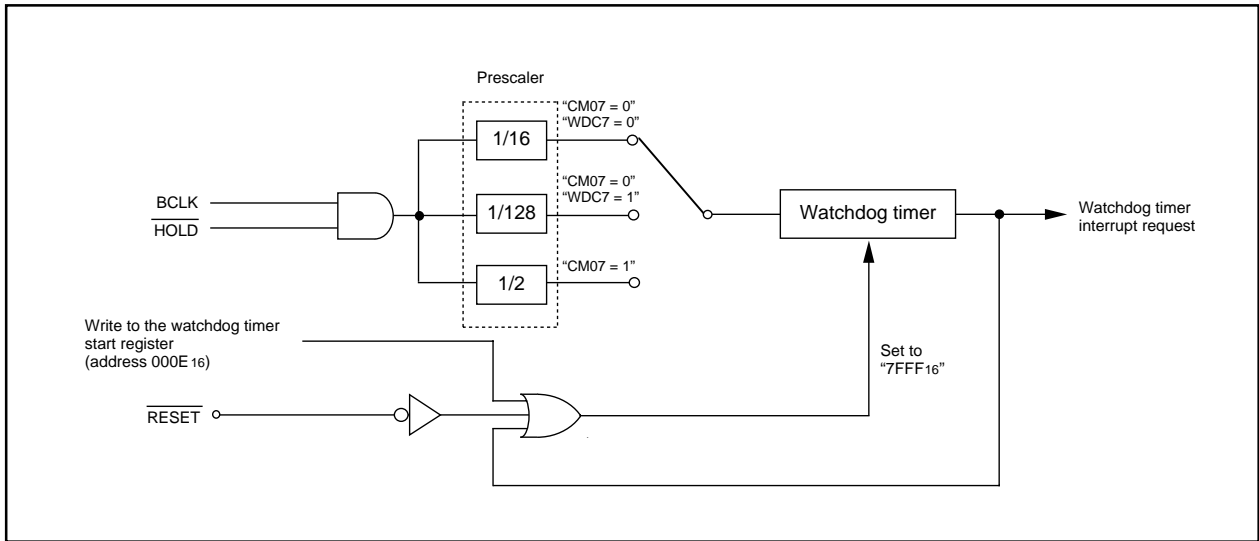 Prescaler
“CM07 = 0”
“WDC7 = 0”
1/16
“CM07 = 0”
“WDC7 = 1”
1/128
“CM07 = 1”
1/2
BCLK
HOLD
Watchdog timer
Watchdog timer
interrupt request
Write to the watchdog timer
start register
(address 000E16)
Set to
“7FFF16”
RESET